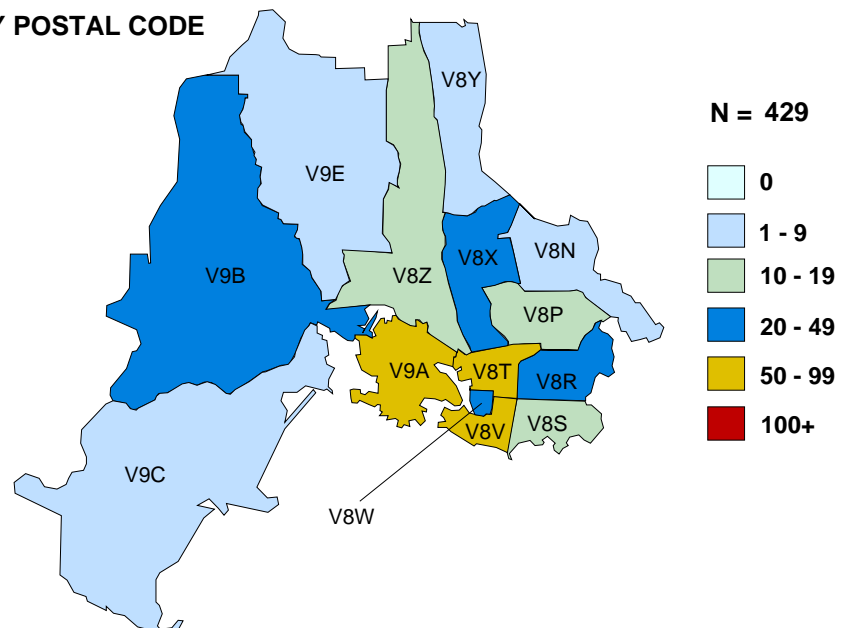 Y POSTAL CODE
V8Y
N = 429
V9E
0
1 - 9
V8N
V8X
V9B
V8Z
10 - 19
V8P
20 - 49
V9A
V8T
V8R
50 - 99
V8V
V8S
100+
V9C
V8W